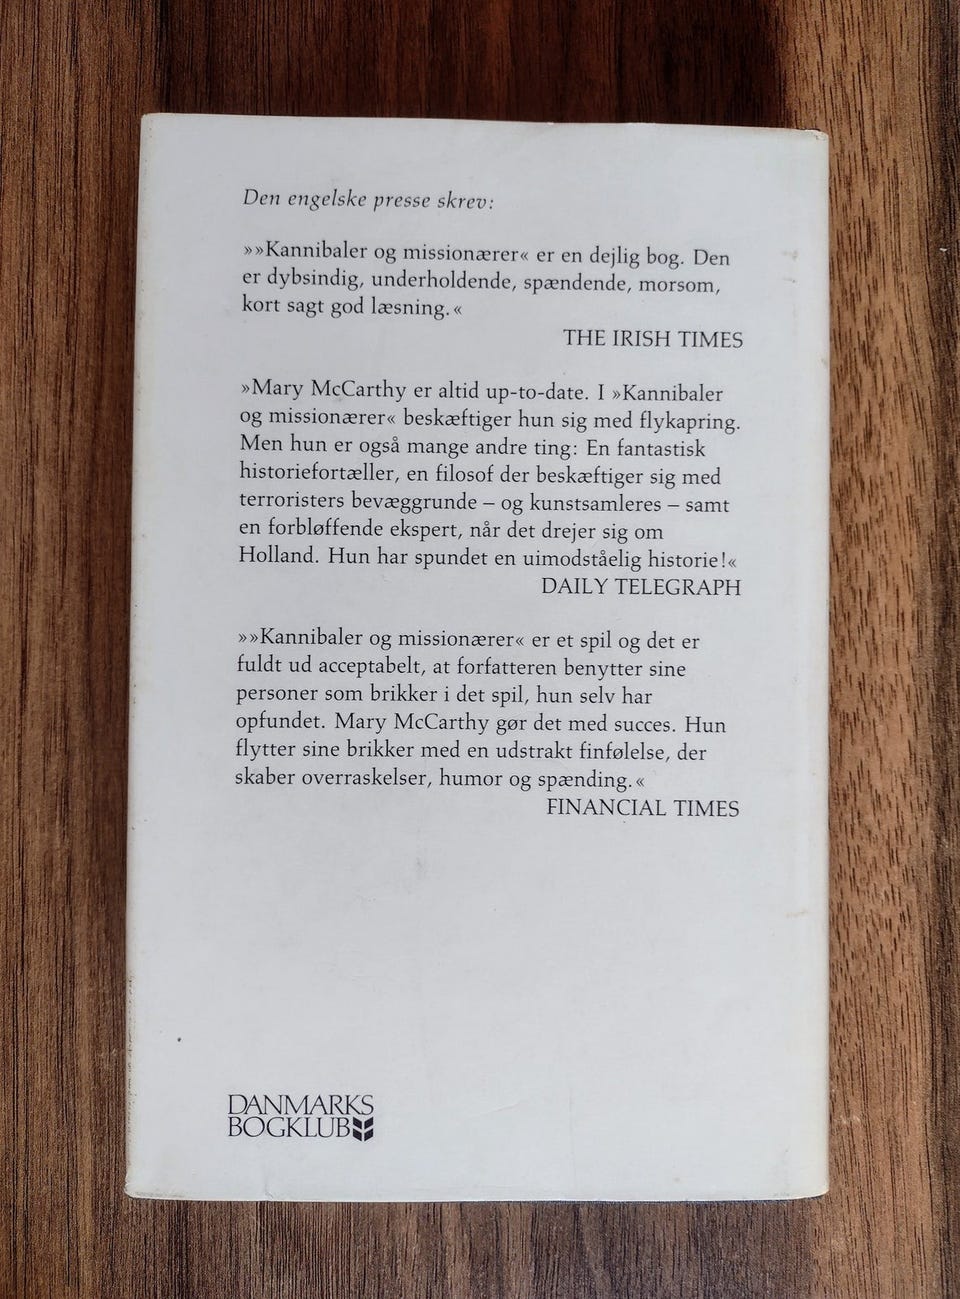 Den engelske presse skrev:
»»Kannibaler og missionærer« er en dejlig bog. Den
er dybsindig, underholdende, spændende, morsom,
kort sagt god læsning.«
THE IRISH TIMES
»Mary McCarthy er altid up-to-date. I »Kannibaler
og missionærer« beskæftiger hun sig med flykapring.
Men hun er også mange andre ting: En fantastisk
historiefortæller, en filosof der beskæftiger sig med
terroristers bevæggrunde – og kunstsamleres – samt
en forbløffende ekspert, når det drejer sig om
Holland. Hun har spundet en uimodståelig historie!«
DAILY TELEGRAPH
»»Kannibaler og missionærer« er et spil og det er
fuldt ud acceptabelt, at forfatteren benytter sine
personer som brikker i det spil, hun selv har
opfundet. Mary McCarthy gør det med succes. Hun
flytter sine brikker med en udstrakt finfølelse, der
skaber overraskelser, humor og spænding.«
FINANCIAL TIMES
DANMARKS
BOGKLUB